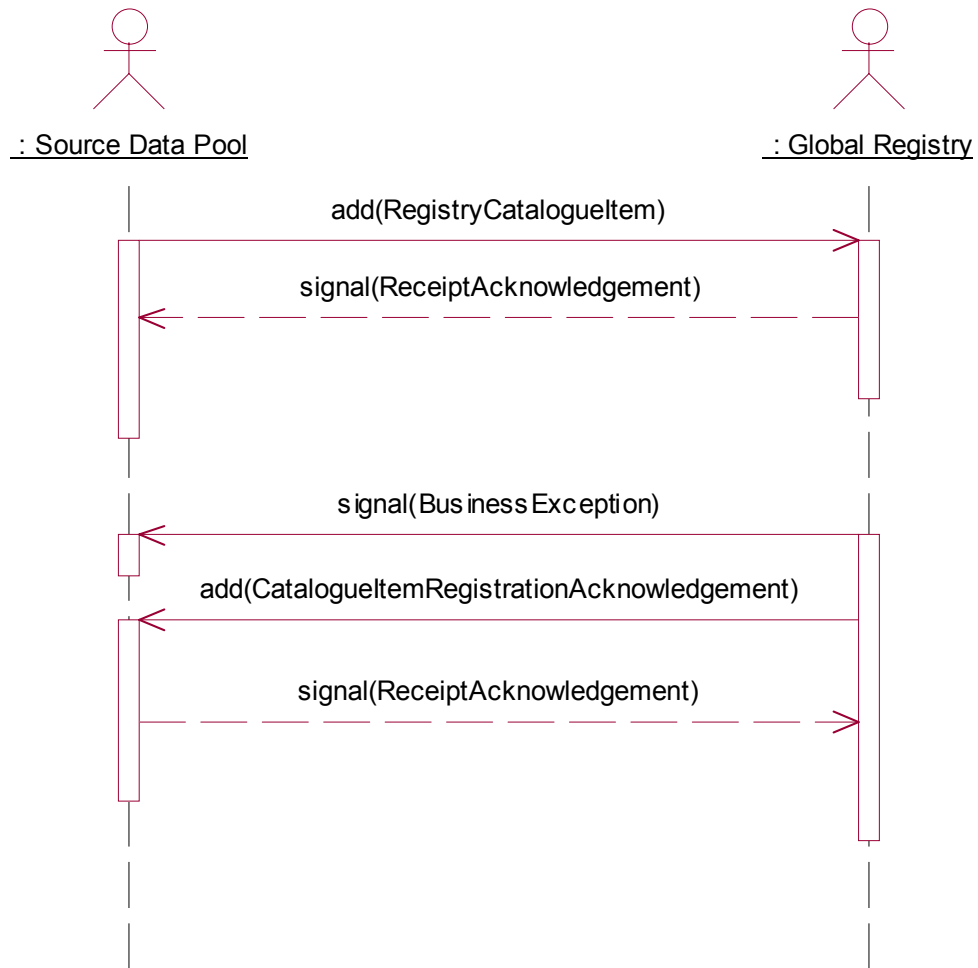 : Source Data Pool
: Global Registry
add(RegistryCatalogueItem)
signal(ReceiptAcknowledgement)
signal(BusinessException)
add(CatalogueItemRegistrationAcknowledgement)
signal(ReceiptAcknowledgement)